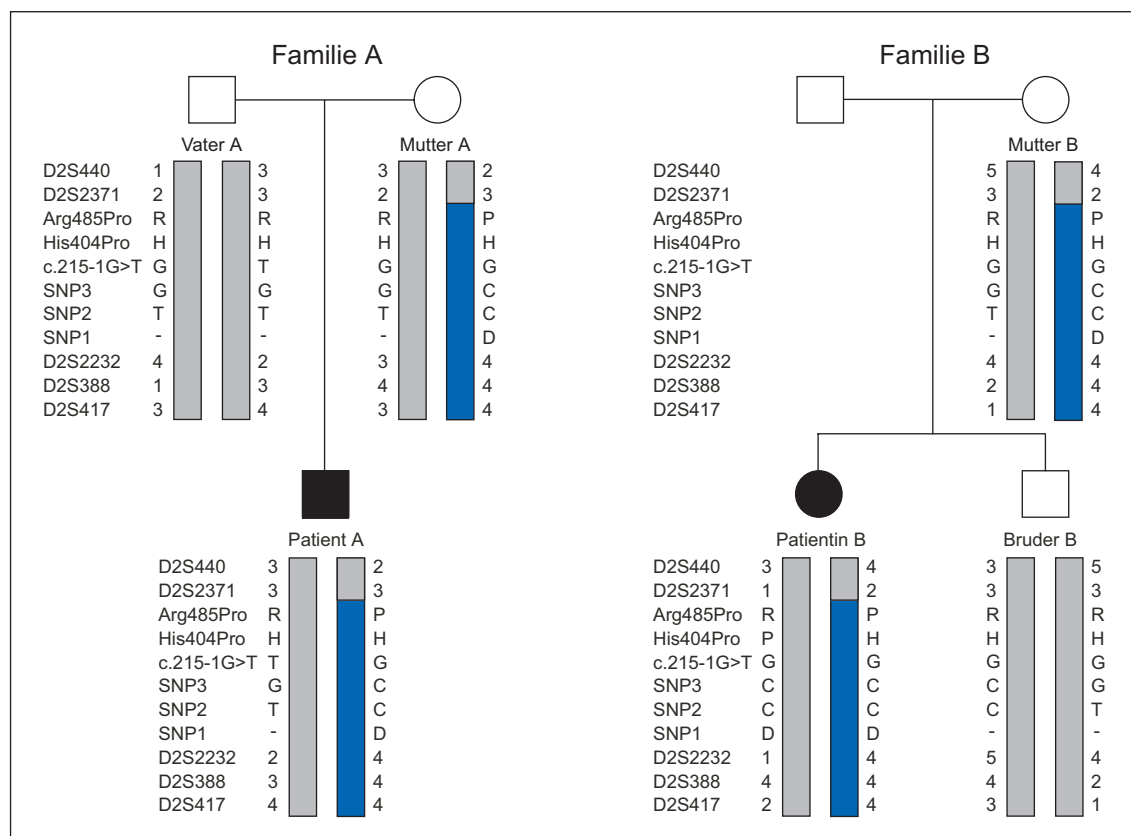 Familie A Familie B
Vater A Mutter A Mutter B
D2S440 1 3 3 2 D2S440 5 4
D2S2371 2 3 2 3 D2S2371 3 2
Arg485Pro R R R P Arg485Pro R P
His404Pro H H H H His404Pro H H
c.215-1G>T G T G G c.215-1G>T G G
SNP3 G G G C SNP3 G C
SNP2 T T T C SNP2 T C
SNP1 - - - D SNP1 - D
D2S2232 4 2 3 4 D2S2232 4 4
D2S388 1 3 4 4 D2S388 2 4
D2S417 3 4 3 4 D2S417 1 4
Patient A Patientin B Bruder B
D2S440 3 2 D2S440 3 4 3 5
D2S2371 3 3 D2S2371 1 2 3 3
Arg485Pro R P Arg485Pro R P R R
His404Pro H H His404Pro P H H H
c.215-1G>T T G c.215-1G>T G G G G
SNP3 G C SNP3 C C C G
SNP2 T C SNP2 C C C T
SNP1 - D SNP1 D D - -
D2S2232 2 4 D2S2232 1 4 5 4
D2S388 3 4 D2S388 4 4 4 2
D2S417 4 4 D2S417 2 4 3 1